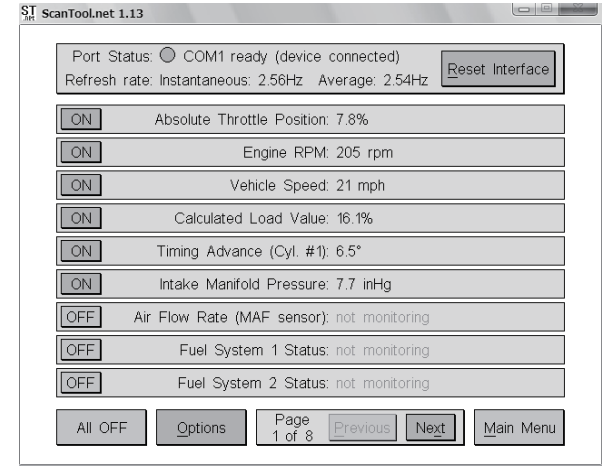 ST .net ScanTool.net 1.13
Port Status: COM1 ready (device connected)
Refresh rate: Instantaneous: 2.56Hz Average: 2.54Hz
Reset Interface
ON Absolute Throttle Position: 7.8%
ON Engine RPM: 205 rpm
ON Vehicle Speed: 21 mph
ON Calculated Load Value: 16.1%
ON Timing Advance (Cyl. #1): 6.5°
ON Intake Manifold Pressure: 7.7 inHg
OFF Air Flow Rate (MAF sensor): not monitoring
OFF Fuel System 1 Status: not monitoring
OFF Fuel System 2 Status: not monitoring
All OFF Options Page 1 of 8 Previous Next Main Menu